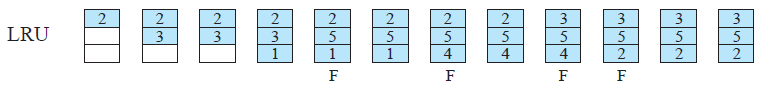 LRU
2 2 2 2 2 2 2 2 3 3 3 3
3 3 3 5 5 5 5 5 5 5 5
1 1 1 4 4 4 2 2 2
F F F F